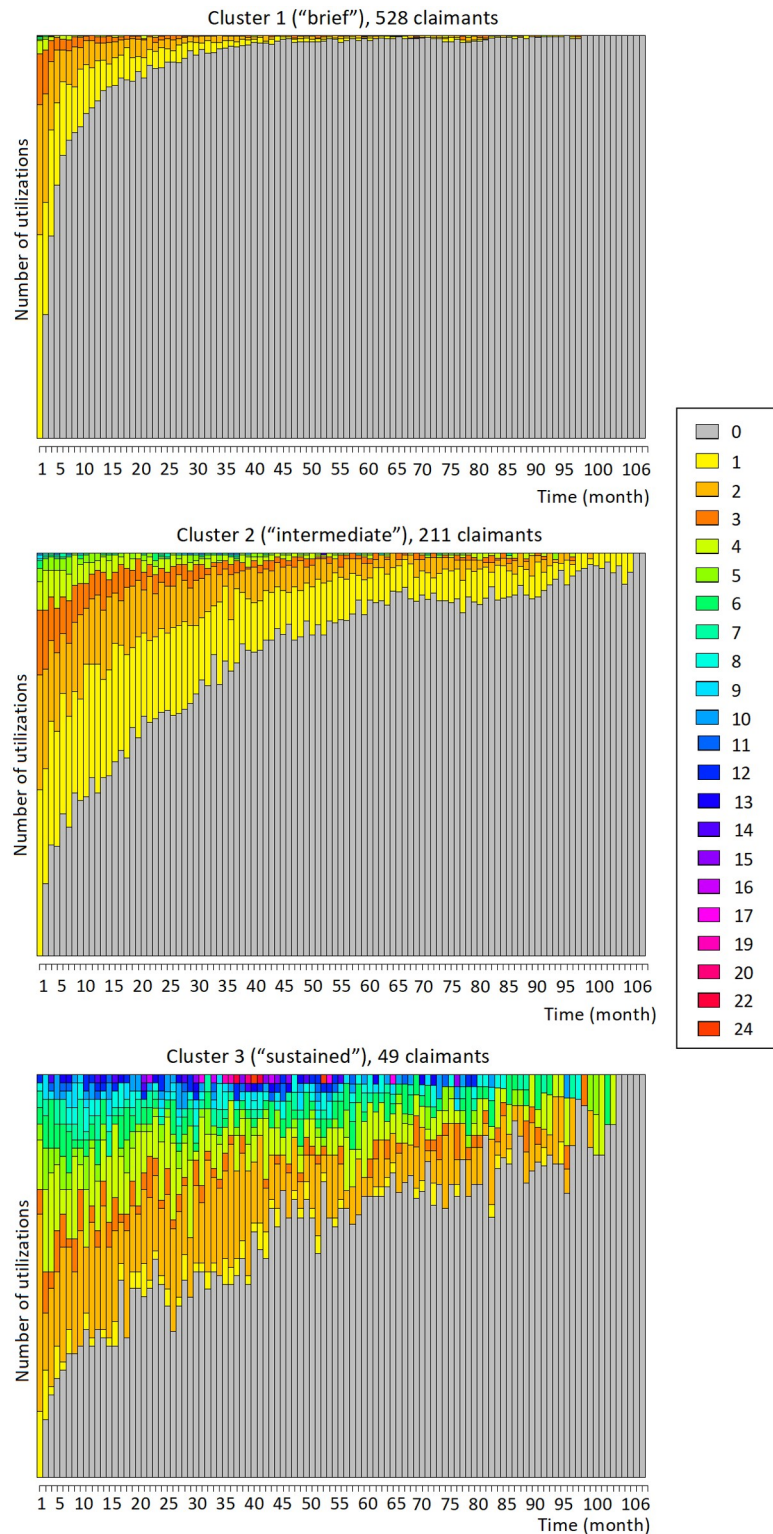 Cluster 1 (“brief”), 528 claimants
Number of utilizations
1 5 10 15 20 25 30 35 40 45 50 55 60 65 70 75 80 85 90 95 100 106
Time (month)
Cluster 2 (“intermediate”), 211 claimants
Number of utilizations
1 5 10 15 20 25 30 35 40 45 50 55 60 65 70 75 80 85 90 95 100 106
Time (month)
Cluster 3 (“sustained”), 49 claimants
Number of utilizations
1 5 10 15 20 25 30 35 40 45 50 55 60 65 70 75 80 85 90 95 100 106
Time (month)
0
1
2
3
4
5
6
7
8
9
10
11
12
13
14
15
16
17
19
20
22
24